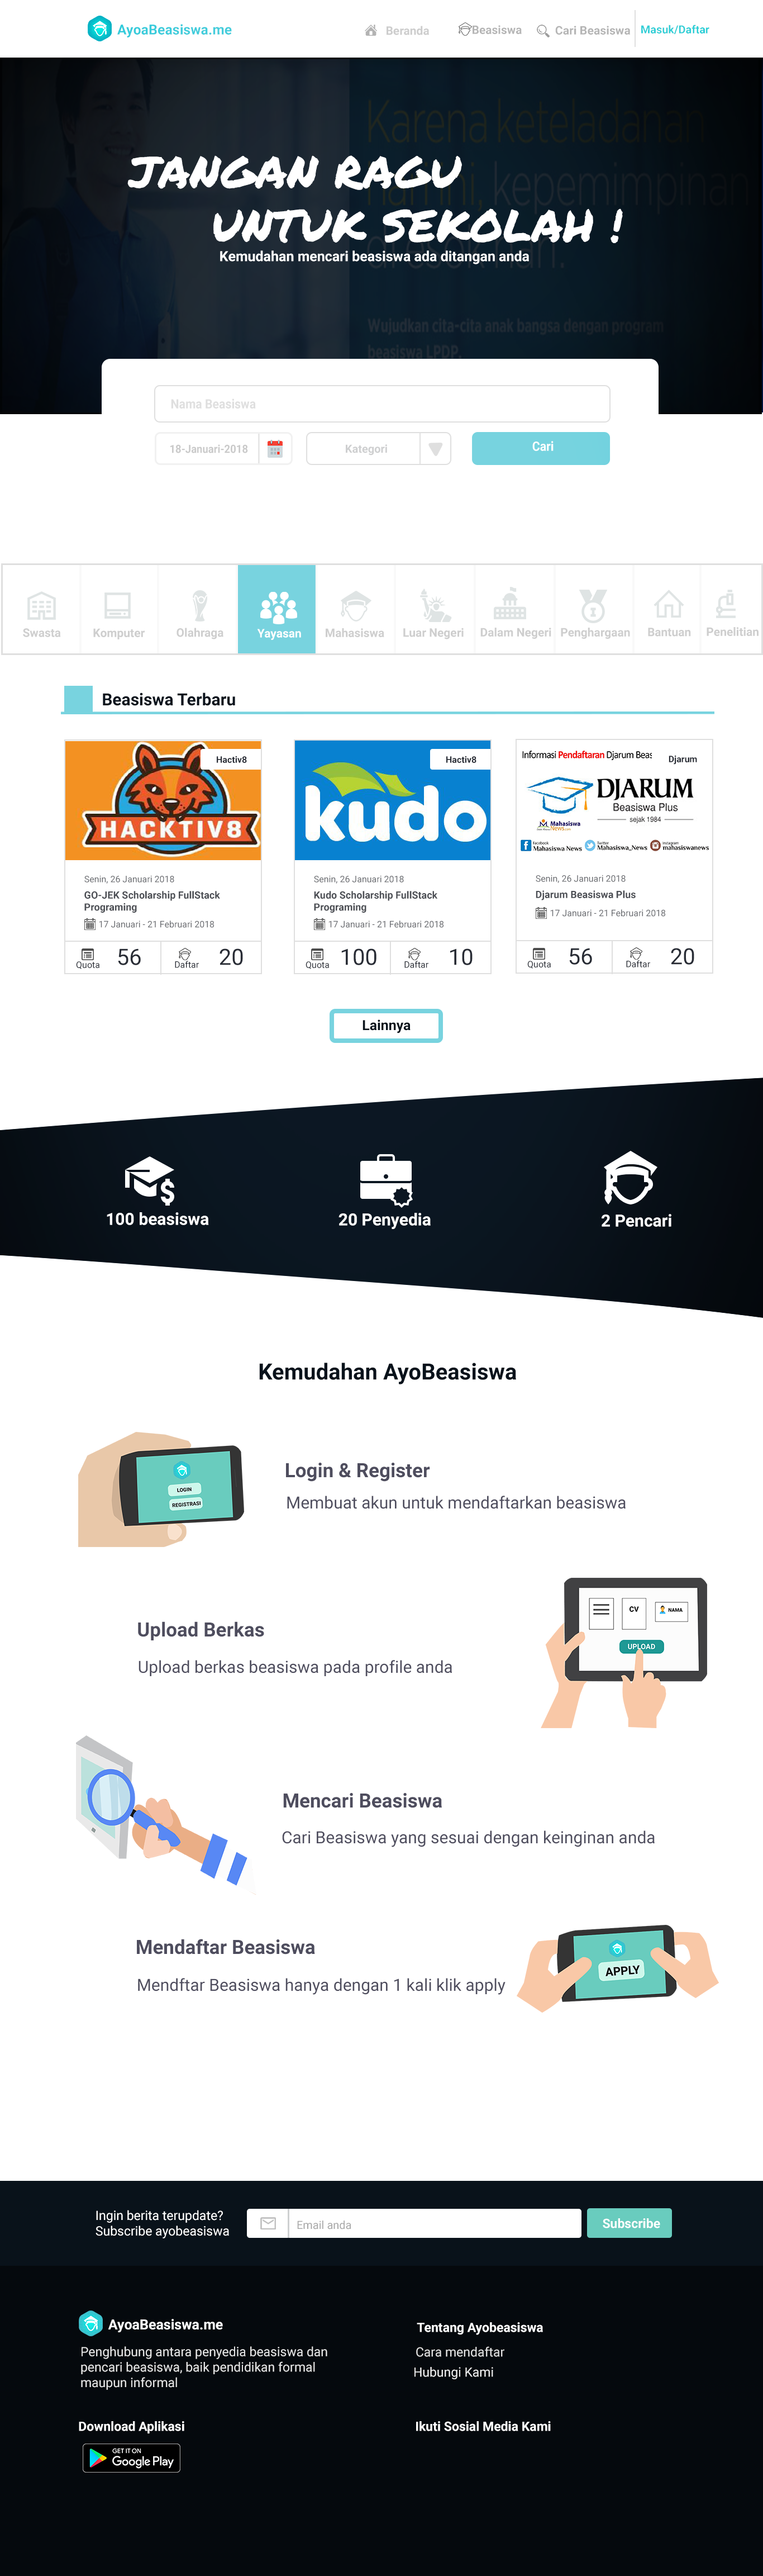 AyoaBeasiswa.me
Beranda
Beasiswa
Cari Beasiswa
Masuk/Daftar
Karena keteladanan
kepemimpinan
JANGAN RAGU
UNTUK SEKOLAH !
Kemudahan mencari beasiswa ada ditangan anda
Wujudkan cita-cita anak bangsa dengan program
beasiswa LPDP.
Nama Beasiswa
18-Januari-2018
Kategori
Cari
Swasta
Komputer
Olahraga
Yayasan
Mahasiswa
Luar Negeri
Dalam Negeri
Penghargaan
Bantuan
Penelitian
Beasiswa Terbaru
Hactiv8
HACKTIV8
Senin, 26 Januari 2018
GO-JEK Scholarship FullStack
Programing
17 Januari - 21 Februari 2018
Quota
56
Daftar
20
Hactiv8
kudo
Senin, 26 Januari 2018
Kudo Scholarship FullStack
Programing
17 Januari - 21 Februari 2018
Quota
100
Daftar
10
Informasi Pendaftaran Djarum Beas
Djarum
DJARUM
Beasiswa Plus
sejak 1984
Mahasiswa
NEWS.com
Facebook
Mahasiswa News
Twitter
Mahasiswa_News
Instagram
mahasiswanews
Senin, 26 Januari 2018
Djarum Beasiswa Plus
17 Januari - 21 Februari 2018
Quota
56
Daftar
20
Lainnya
100 beasiswa
20 Penyedia
2 Pencari
Kemudahan AyoBeasiswa
LOGIN
REGISTRASI
Login & Register
Membuat akun untuk mendaftarkan beasiswa
Upload Berkas
Upload berkas beasiswa pada profile anda
CV
NAMA
UPLOAD
Mencari Beasiswa
Cari Beasiswa yang sesuai dengan keinginan anda
Mendaftar Beasiswa
Mendftar Beasiswa hanya dengan 1 kali klik apply
APPLY
Ingin berita terupdate?
Subscribe ayobeasiswa
Email anda
Subscribe
AyoaBeasiswa.me
Penghubung antara penyedia beasiswa dan
pencari beasiswa, baik pendidikan formal
maupun informal
Tentang Ayobeasiswa
Cara mendaftar
Hubungi Kami
Download Aplikasi
GET IT ON
Google Play
Ikuti Sosial Media Kami